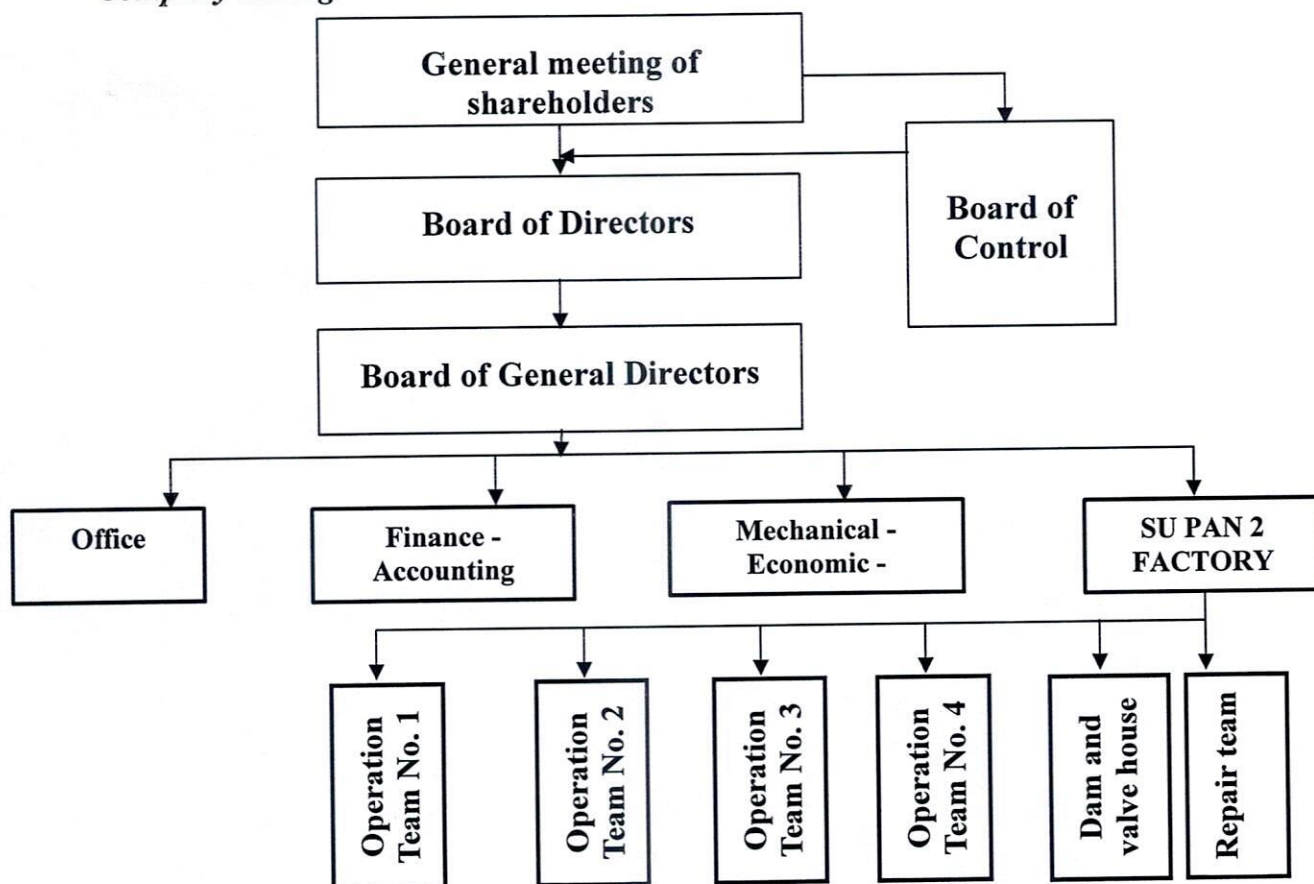 General meeting of
shareholders
Board of
Control
Board of Directors
Board of General Directors
Office
Finance -
Accounting
Mechanical -
Economic -
SU PAN 2
FACTORY
Operation
Team No. 1
Operation
Team No. 2
Operation
Team No. 3
Operation
Team No. 4
Dam and
valve house
Repair team